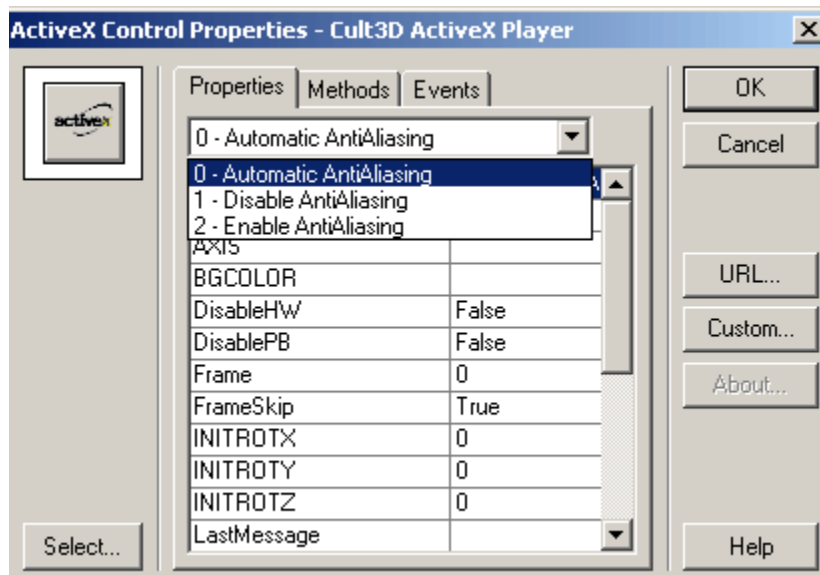 ActiveX Control Properties - Cult3D ActiveX Player
activex
Properties Methods Events
0 - Automatic AntiAliasing
0 - Automatic AntiAliasing
1 - Disable AntiAliasing
2 - Enable AntiAliasing
AXIS
BGCOLOR
DisableHW False
DisablePB False
Frame 0
FrameSkip True
INITROTX 0
INITROTY 0
INITROTZ 0
LastMessage
Select...
OK
Cancel
URL...
Custom...
About...
Help